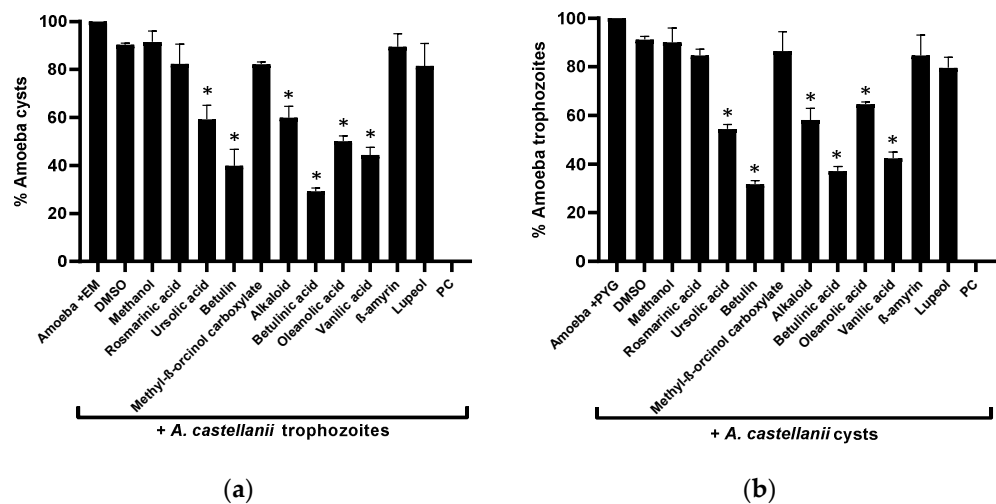 % Amoeba cysts
100
80
60
40
20
0
*
*
*
*
*
*
Amoeba +EM
DMSO
Methanol
Rosmarinic acid
Ursolic acid
Betulin
Methyl-ß-orcinol carboxylate
Alkaloid
Betulinic acid
Oleanolic acid
Vanilic acid
ß-amyrin
Lupeol
PC
+ A. castellanii trophozoites
(a)
% Amoeba trophozoites
100
80
60
40
20
0
*
*
*
*
*
*
Amoeba +PYG
DMSO
Methanol
Rosmarinic acid
Ursolic acid
Betulin
Methyl-ß-orcinol carboxylate
Alkaloid
Betulinic acid
Oleanolic acid
Vanilic acid
ß-amyrin
Lupeol
PC
+ A. castellanii cysts
(b)